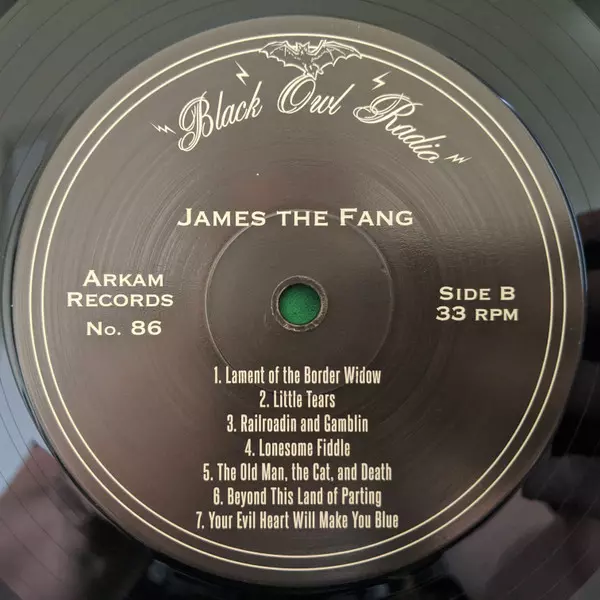 Black Owl Radio
James the Fang
Arkam
Records
No. 86
Side B
33 rpm
1. Lament of the Border Widow
2. Little Tears
3. Railroadin and Gamblin
4. Lonesome Fiddle
5. The Old Man, the Cat, and Death
6. Beyond This Land of Parting
7. Your Evil Heart Will Make You Blue